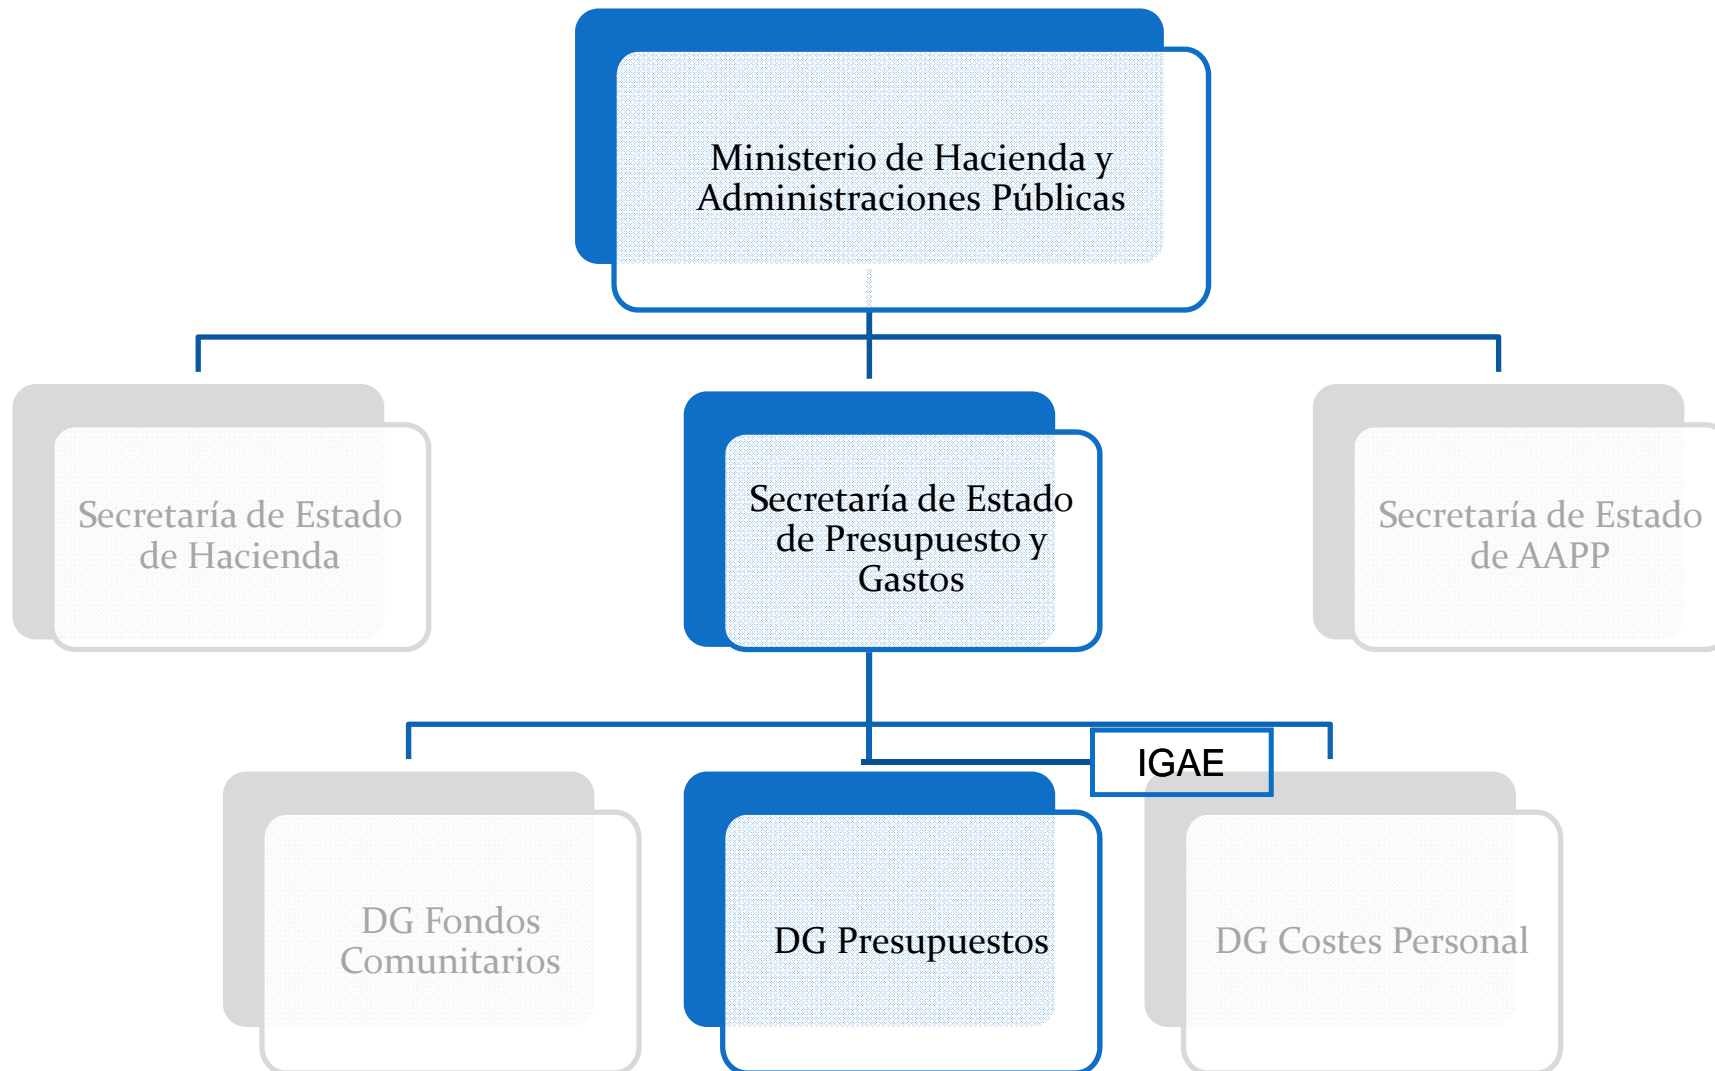 Ministerio de Hacienda y
Administraciones Públicas
Secretaría de Estado
de Hacienda
Secretaría de Estado
de Presupuesto y
Gastos
Secretaría de Estado
de AAPP
IGAE
DG Fondos
Comunitarios
DG Presupuestos
DG Costes Personal